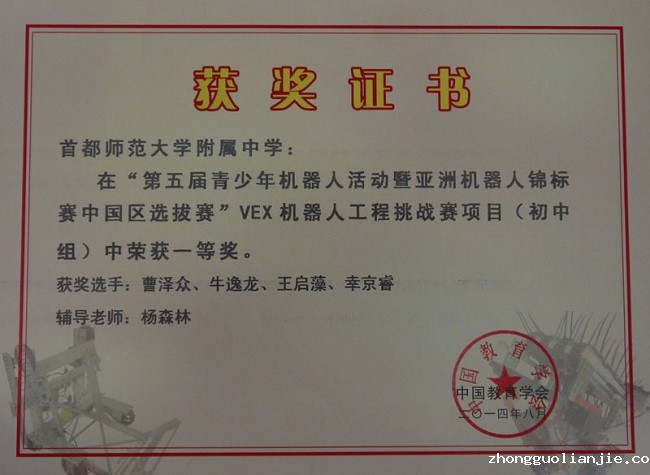 获奖证书
首都师范大学附属中学：
在“第五届青少年机器人活动暨亚洲机器人锦标
赛中国区选拔赛”VEX机器人工程挑战赛项目（初中
组）中荣获一等奖。
获奖选手：曹泽众、牛逸龙、王启藻、幸京睿
辅导老师：杨森林
中国教育学会
中国教育学会
二〇一四年八月
zhongguolianjie.co